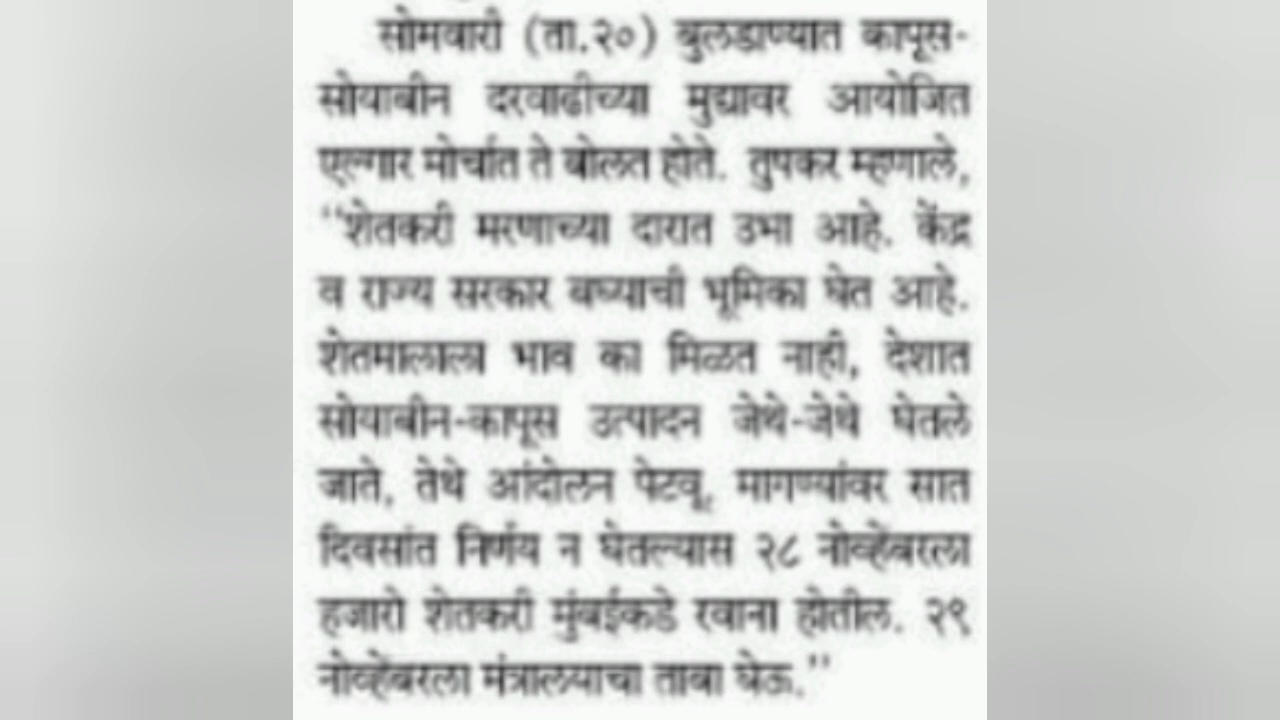 सोमवारी (ता.२०) बुलडाण्यात कापूस-
सोयाबीन दरवाढीच्या मुद्यावर आयोजित
एल्गार मोर्चात ते बोलत होते. तुपकर म्हणाले,
‘‘शेतकरी मरणाच्या दारात उभा आहे. केंद्र
व राज्य सरकार बघ्याची भूमिका घेत आहे.
शेतमालाला भाव का मिळत नाही, देशात
सोयाबीन-कापूस उत्पादन जेथे-जेथे घेतले
जाते, तेथे आंदोलन पेटवू. मागण्यांवर सात
दिवसांत निर्णय न घेतल्यास २८ नोव्हेंबरला
हजारो शेतकरी मुंबईकडे रवाना होतील. २९
नोव्हेंबरला मंत्रालयाचा ताबा घेऊ.’’